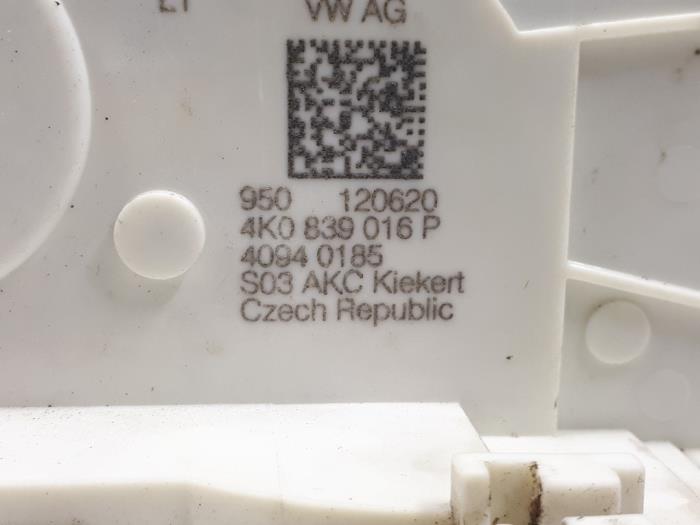 VW AG
950 120620
4K0 839 016 P
4094 0185
S03 AKC Kiekert
Czech Republic